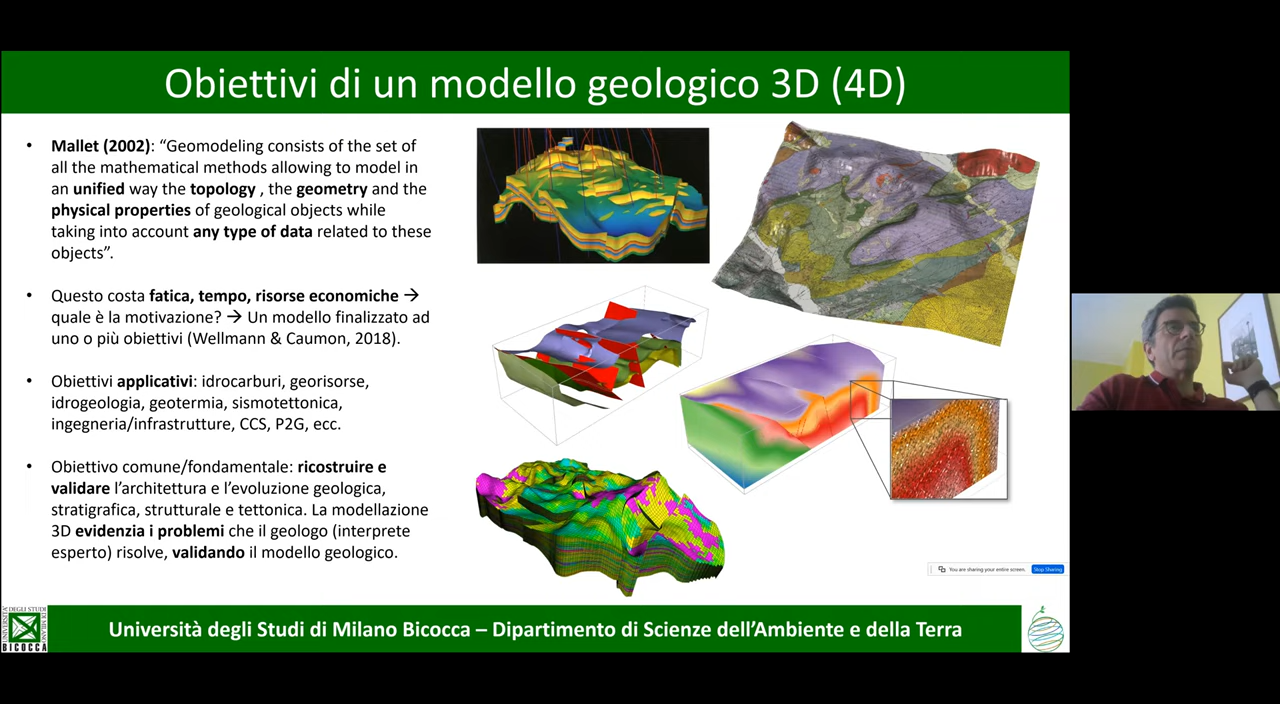 Obiettivi di un modello geologico 3D (4D)
• Mallet (2002): “Geomodeling consists of the set of
all the mathematical methods allowing to model in
an unified way the topology , the geometry and the
physical properties of geological objects while
taking into account any type of data related to these
objects”.
• Questo costa fatica, tempo, risorse economiche →
quale è la motivazione? → Un modello finalizzato ad
uno o più obiettivi (Wellmann & Caumon, 2018).
• Obiettivi applicativi: idrocarburi, georisorse,
idrogeologia, geotermia, sismotettonica,
ingegneria/infrastrutture, CCS, P2G, ecc.
• Obiettivo comune/fondamentale: ricostruire e
validare l’architettura e l’evoluzione geologica,
stratigrafica, strutturale e tettonica. La modellazione
3D evidenzia i problemi che il geologo (interprete
esperto) risolve, validando il modello geologico.
You are sharing your entire screen. Stop Sharing
BICOCCA
Università degli Studi di Milano Bicocca – Dipartimento di Scienze dell’Ambiente e della Terra